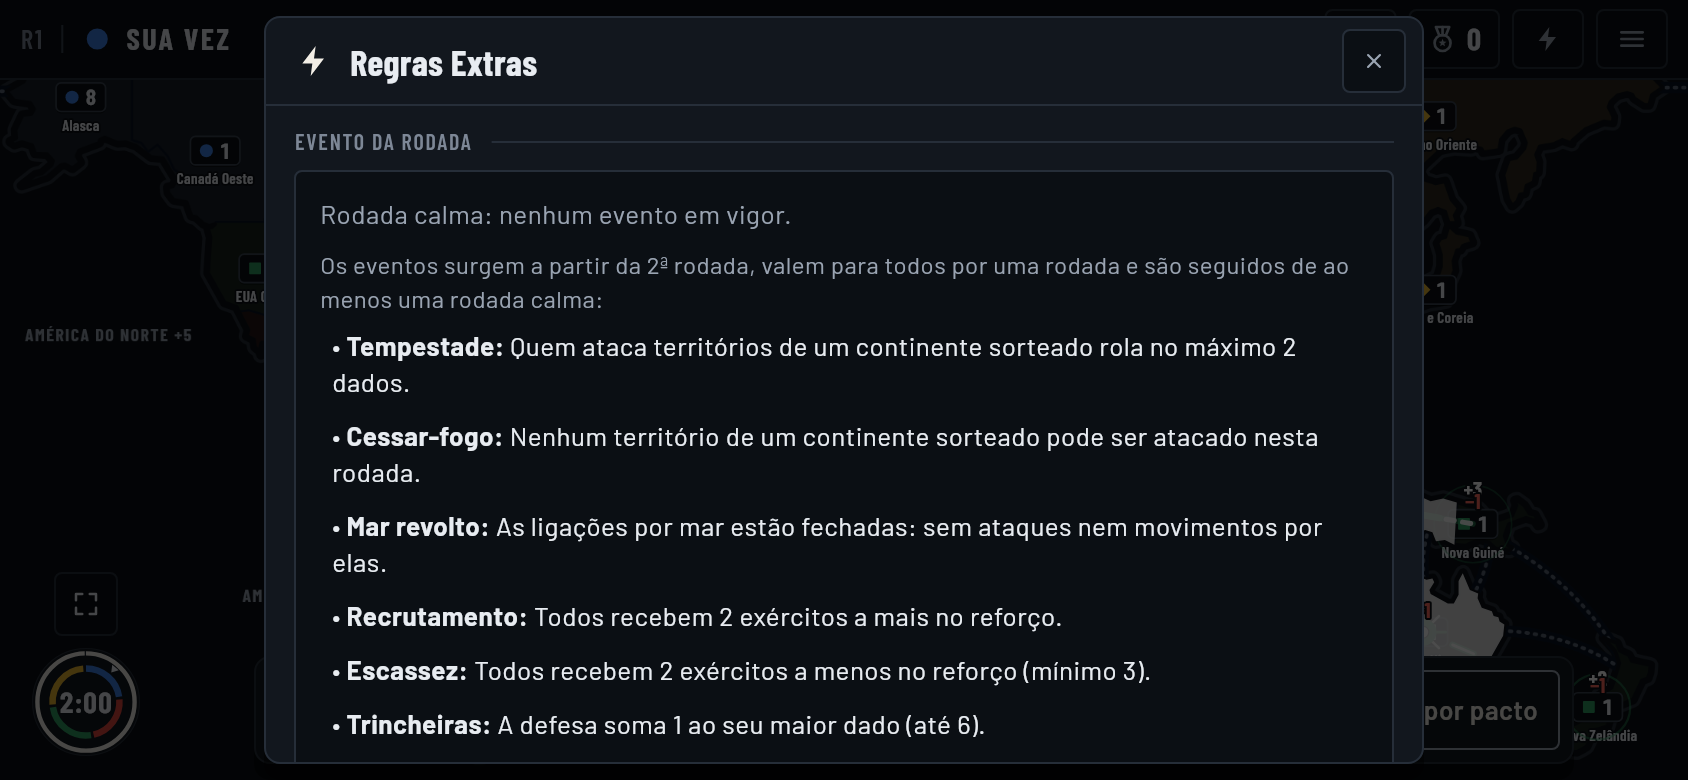 R1
SUA VEZ
Regras Extras
0
8
Alasca
1
Canadá Oeste
AMÉRICA DO NORTE +5
2:00
EVENTO DA RODADA
Rodada calma: nenhum evento em vigor.
Os eventos surgem a partir da 2ª rodada, valem para todos por uma rodada e são seguidos de ao
menos uma rodada calma:
• Tempestade: Quem ataca territórios de um continente sorteado rola no máximo 2
dados.
• Cessar-fogo: Nenhum território de um continente sorteado pode ser atacado nesta
rodada.
• Mar revolto: As ligações por mar estão fechadas: sem ataques nem movimentos por
elas.
• Recrutamento: Todos recebem 2 exércitos a mais no reforço.
• Escassez: Todos recebem 2 exércitos a menos no reforço (mínimo 3).
• Trincheiras: A defesa soma 1 ao seu maior dado (até 6).
1
Oriente
1
e Coreia
+3
-1
1
Nova Guiné
por pacto
-1
1
Zelândia